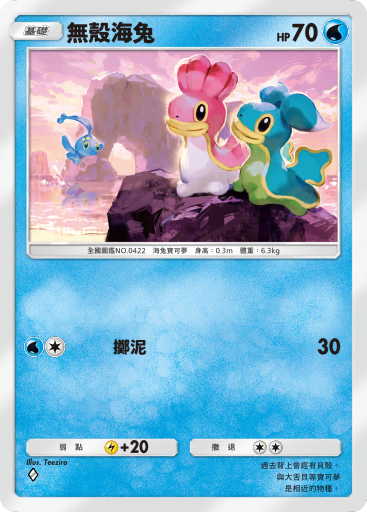 基礎 無殼海兔 HP 70
全國圖鑑NO.0422 海兔寶可夢 身高：0.3m 體重：6.3kg
擲泥 30
弱點 +20 撤退
Illus. Teeziro
過去背上曾經有貝殼。
與大舌貝等寶可夢
是相近的物種。